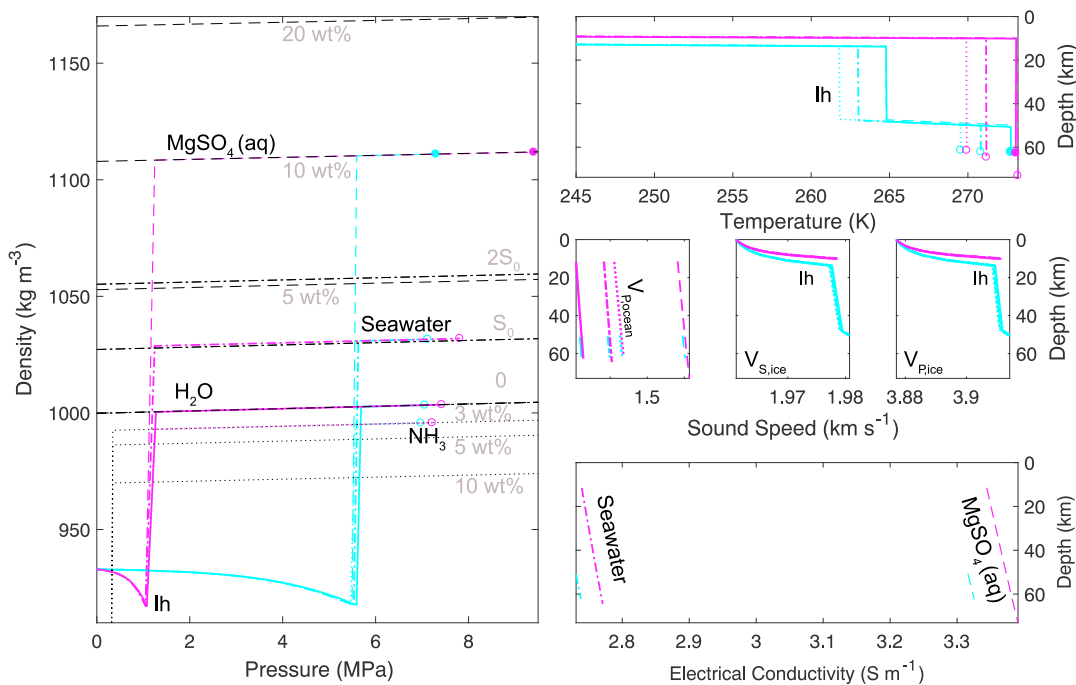 1150
1100
1050
1000
950
Density (kg m-3)
0
2
4
6
8
Pressure (MPa)
20 wt%
MgSO4 (aq)
10 wt%
2S0
5 wt%
Seawater
S0
H2O
0
3 wt%
NH3
5 wt%
10 wt%
Ih
Ih
245
250
255
260
265
270
Temperature (K)
0
20
40
60
Depth (km)
0
20
40
60
VP,ocean
1.5
Ih
VS,ice
1.97
1.98
Ih
VP,ice
3.88
3.9
0
20
40
60
Depth (km)
Sound Speed (km s-1)
Seawater
MgSO4 (aq)
2.8
2.9
3
3.1
3.2
3.3
Electrical Conductivity (S m-1)
0
20
40
60
Depth (km)